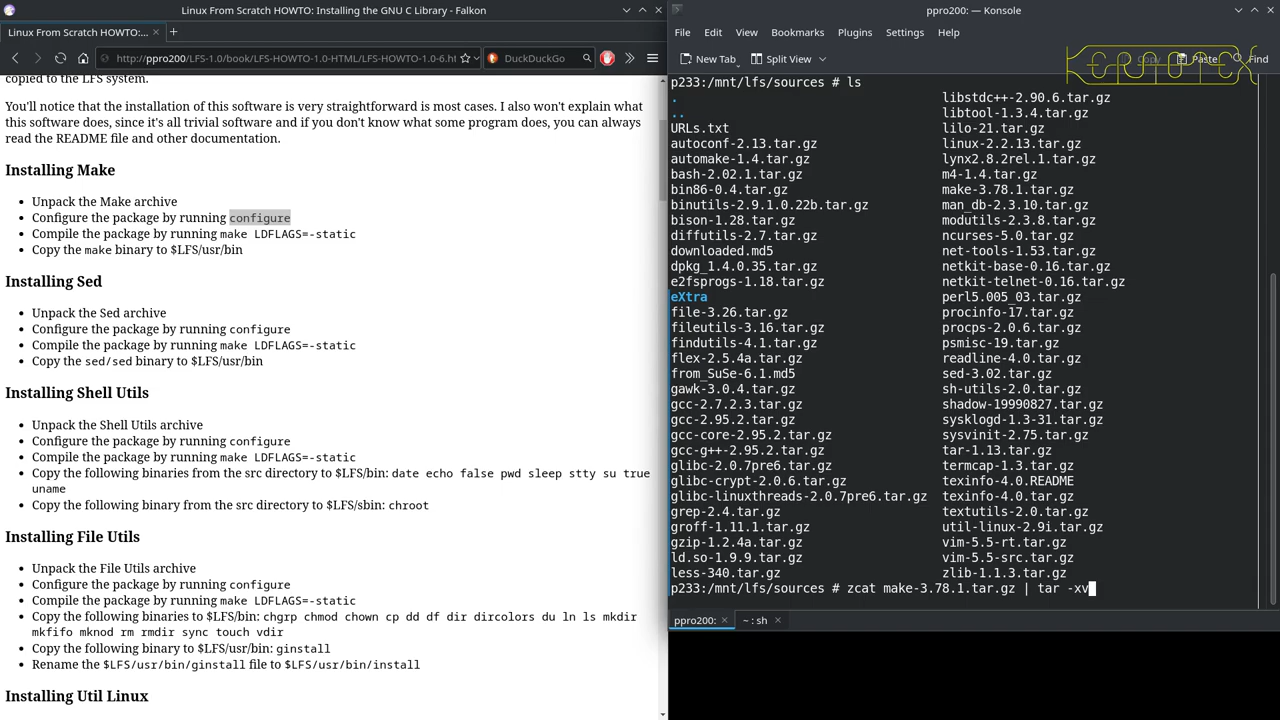 Linux From Scratch HOWTO: Installing the GNU C Library - Falkon
Linux From Scratch HOWTO:...
http://ppro200/LFS-1.0/book/LFS-HOWTO-1.0-HTML/LFS-HOWTO-1.0-6.ht
DuckDuckGo
copied to the LFS system.
You'll notice that the installation of this software is very straightforward is most cases. I also won't explain what
this software does, since it's all trivial software and if you don't know what some program does, you can always
read the README file and other documentation.
Installing Make
• Unpack the Make archive
• Configure the package by running configure
• Compile the package by running make LDFLAGS=-static
• Copy the make binary to $LFS/usr/bin
Installing Sed
• Unpack the Sed archive
• Configure the package by running configure
• Compile the package by running make LDFLAGS=-static
• Copy the sed/sed binary to $LFS/usr/bin
Installing Shell Utils
• Unpack the Shell Utils archive
• Configure the package by running configure
• Compile the package by running make LDFLAGS=-static
• Copy the following binaries from the src directory to $LFS/bin: date echo false pwd sleep stty su true
uname
• Copy the following binary from the src directory to $LFS/sbin: chroot
Installing File Utils
• Unpack the File Utils archive
• Configure the package by running configure
• Compile the package by running make LDFLAGS=-static
• Copy the following binaries to $LFS/bin: chgrp chmod chown cp dd df dir dircolors du ln ls mkdir
mkfifo mknod rm rmdir sync touch vdir
• Copy the following binary to $LFS/usr/bin: ginstall
• Rename the $LFS/usr/bin/ginstall file to $LFS/usr/bin/install
Installing Util Linux
ppro200: — Konsole
File Edit View Bookmarks Plugins Settings Help
New Tab Split View Copy Paste Find
p233:/mnt/lfs/sources # ls
. libstdc++-2.90.6.tar.gz
.. libtool-1.3.4.tar.gz
URLs.txt lilo-21.tar.gz
autoconf-2.13.tar.gz linux-2.2.13.tar.gz
automake-1.4.tar.gz lynx2.8.2rel.1.tar.gz
bash-2.02.1.tar.gz m4-1.4.tar.gz
bin86-0.4.tar.gz make-3.78.1.tar.gz
binutils-2.9.1.0.22b.tar.gz man_db-2.3.10.tar.gz
bison-1.28.tar.gz modutils-2.3.8.tar.gz
diffutils-2.7.tar.gz ncurses-5.0.tar.gz
downloaded.md5 net-tools-1.53.tar.gz
dpkg_1.4.0.35.tar.gz netkit-base-0.16.tar.gz
e2fsprogs-1.18.tar.gz netkit-telnet-0.16.tar.gz
eXtra perl5.005_03.tar.gz
file-3.26.tar.gz procinfo-17.tar.gz
fileutils-3.16.tar.gz procps-2.0.6.tar.gz
findutils-4.1.tar.gz psmisc-19.tar.gz
flex-2.5.4a.tar.gz readline-4.0.tar.gz
from_SuSe-6.1.md5 sed-3.02.tar.gz
gawk-3.0.4.tar.gz sh-utils-2.0.tar.gz
gcc-2.7.2.3.tar.gz shadow-19990827.tar.gz
gcc-2.95.2.tar.gz sysklogd-1.3-31.tar.gz
gcc-core-2.95.2.tar.gz sysvinit-2.75.tar.gz
gcc-g++-2.95.2.tar.gz tar-1.13.tar.gz
glibc-2.0.7pre6.tar.gz termcap-1.3.tar.gz
glibc-crypt-2.0.6.tar.gz texinfo-4.0.README
glibc-linuxthreads-2.0.7pre6.tar.gz texinfo-4.0.tar.gz
grep-2.4.tar.gz textutils-2.0.tar.gz
groff-1.11.1.tar.gz util-linux-2.9i.tar.gz
gzip-1.2.4a.tar.gz vim-5.5-rt.tar.gz
ld.so-1.9.9.tar.gz vim-5.5-src.tar.gz
less-340.tar.gz zlib-1.1.3.tar.gz
p233:/mnt/lfs/sources # zcat make-3.78.1.tar.gz | tar -xv
ppro200:
~ : sh